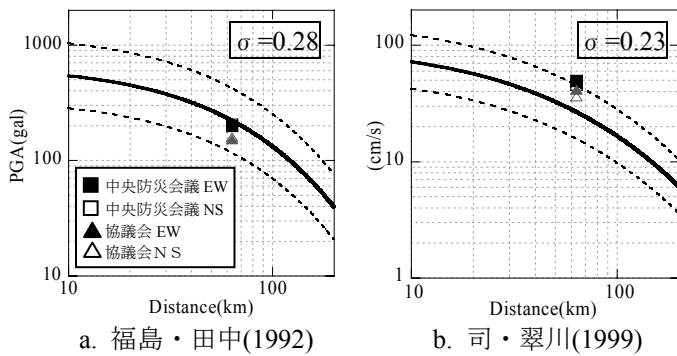 σ =0.28
1000
100
10
PGA(gal)
中央防災会議 EW
中央防災会議 NS
協議会 EW
協議会ＮＳ
10
100
Distance(km)
a. 福島・田中(1992)
σ =0.23
100
10
1
(cm/s)
10
100
Distance(km)
b. 司・翠川(1999)